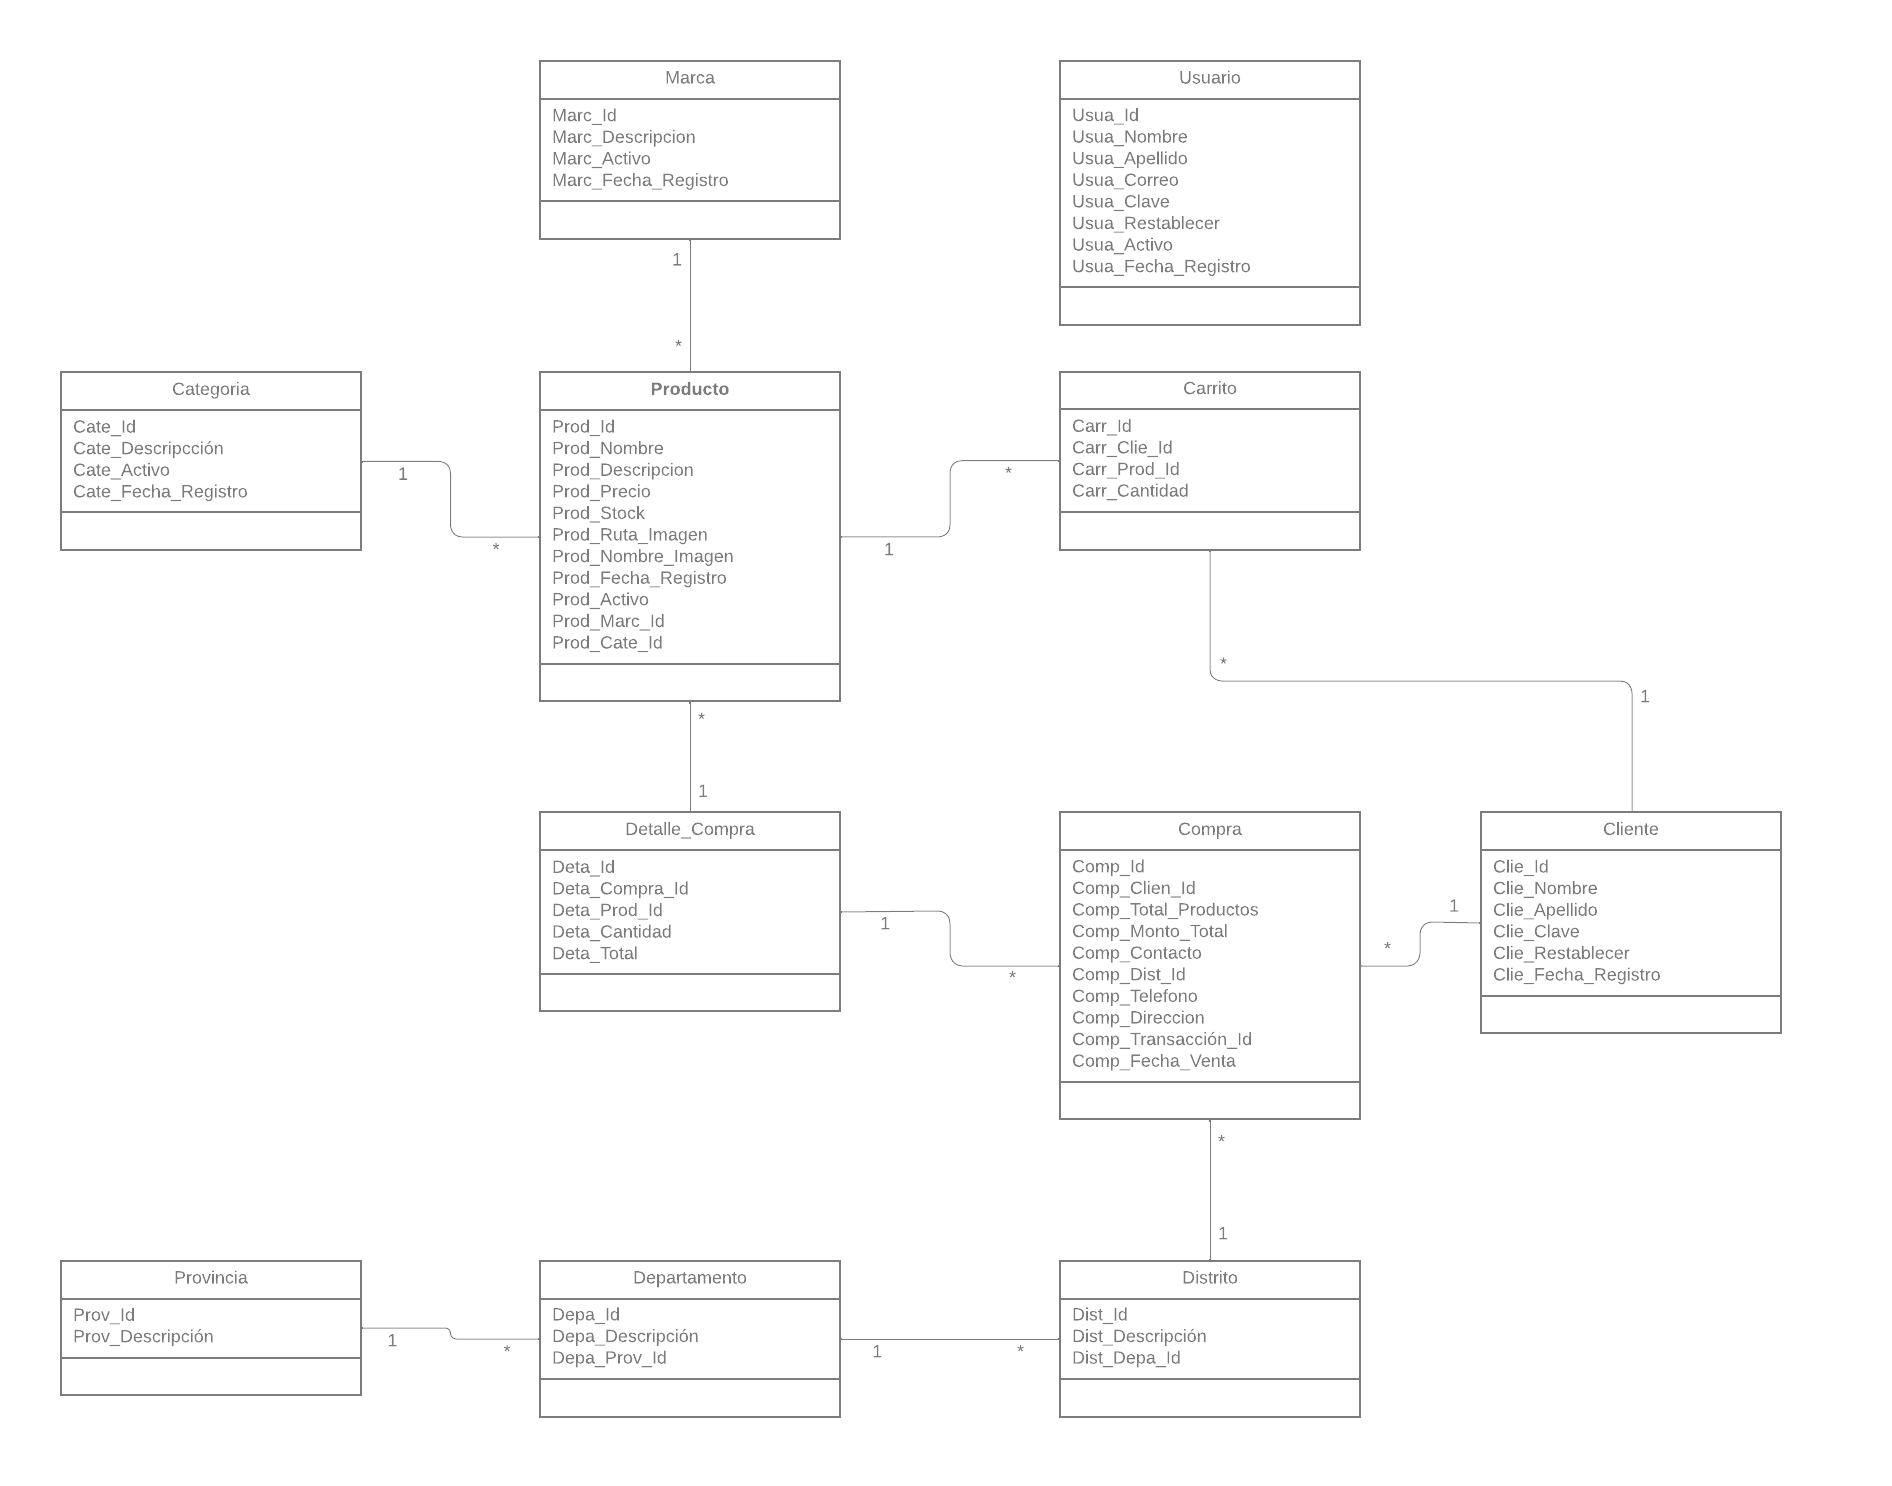 Marca
Marc_Id
Marc_Descripcion
Marc_Activo
Marc_Fecha_Registro
1
*
Usuario
Usua_Id
Usua_Nombre
Usua_Apellido
Usua_Correo
Usua_Clave
Usua_Restablecer
Usua_Activo
Usua_Fecha_Registro
Categoria
Cate_Id
Cate_Descripcción
Cate_Activo
Cate_Fecha_Registro
1
*
Producto
Prod_Id
Prod_Nombre
Prod_Descripcion
Prod_Precio
Prod_Stock
Prod_Ruta_Imagen
Prod_Nombre_Imagen
Prod_Fecha_Registro
Prod_Activo
Prod_Marc_Id
Prod_Cate_Id
1
*
Carrito
Carr_Id
Carr_Clie_Id
Carr_Prod_Id
Carr_Cantidad
*
1
*
1
Detalle_Compra
Deta_Id
Deta_Compra_Id
Deta_Prod_Id
Deta_Cantidad
Deta_Total
1
*
Compra
Comp_Id
Comp_Clien_Id
Comp_Total_Productos
Comp_Monto_Total
Comp_Contacto
Comp_Dist_Id
Comp_Telefono
Comp_Direccion
Comp_Transacción_Id
Comp_Fecha_Venta
*
1
Cliente
Clie_Id
Clie_Nombre
Clie_Apellido
Clie_Clave
Clie_Restablecer
Clie_Fecha_Registro
*
1
Provincia
Prov_Id
Prov_Descripción
1
*
Departamento
Depa_Id
Depa_Descripción
Depa_Prov_Id
1
*
Distrito
Dist_Id
Dist_Descripción
Dist_Depa_Id